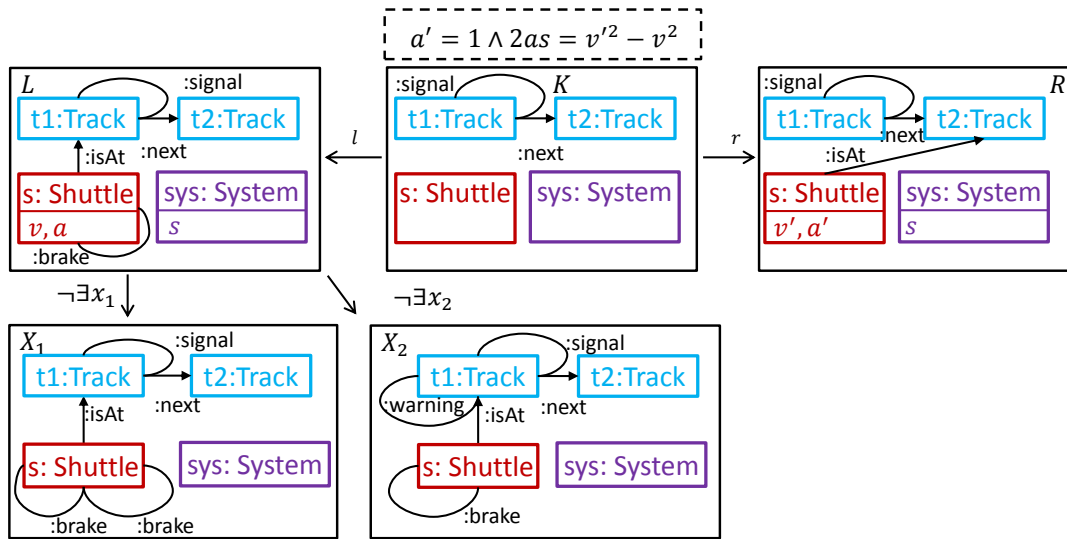 a′ = 1 ∧ 2as = v′² − v²
L
:signal
t1:Track
t2:Track
:next
:isAt
s: Shuttle
v, a
:brake
sys: System
s
l
:signal
K
t1:Track
t2:Track
:next
s: Shuttle
sys: System
r
:signal
R
t1:Track
t2:Track
:next
:isAt
s: Shuttle
v′, a′
sys: System
s
¬∃x₁
¬∃x₂
X₁
:signal
t1:Track
t2:Track
:next
:isAt
s: Shuttle
sys: System
:brake
:brake
X₂
:signal
t1:Track
t2:Track
:warning
:next
:isAt
s: Shuttle
sys: System
:brake